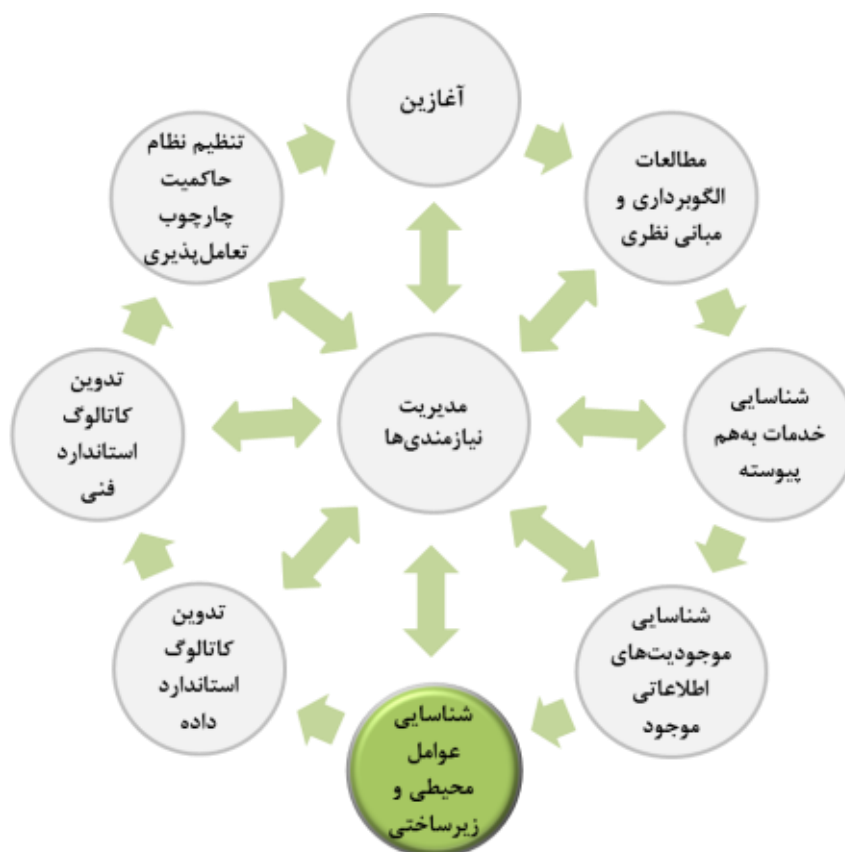 آغازین
مطالعات
الگوبرداری و
مبانی نظری
شناسایی
خدمات به‌هم
پیوسته
شناسایی
موجودیت‌های
اطلاعاتی
موجود
شناسایی
عوامل
محیطی و
زیرساختی
تدوین
کاتالوگ
استاندارد
داده
تدوین
کاتالوگ
استاندارد
فنی
تنظیم نظام
حاکمیت
چارچوب
تعامل‌پذیری
مدیریت
نیازمندی‌ها